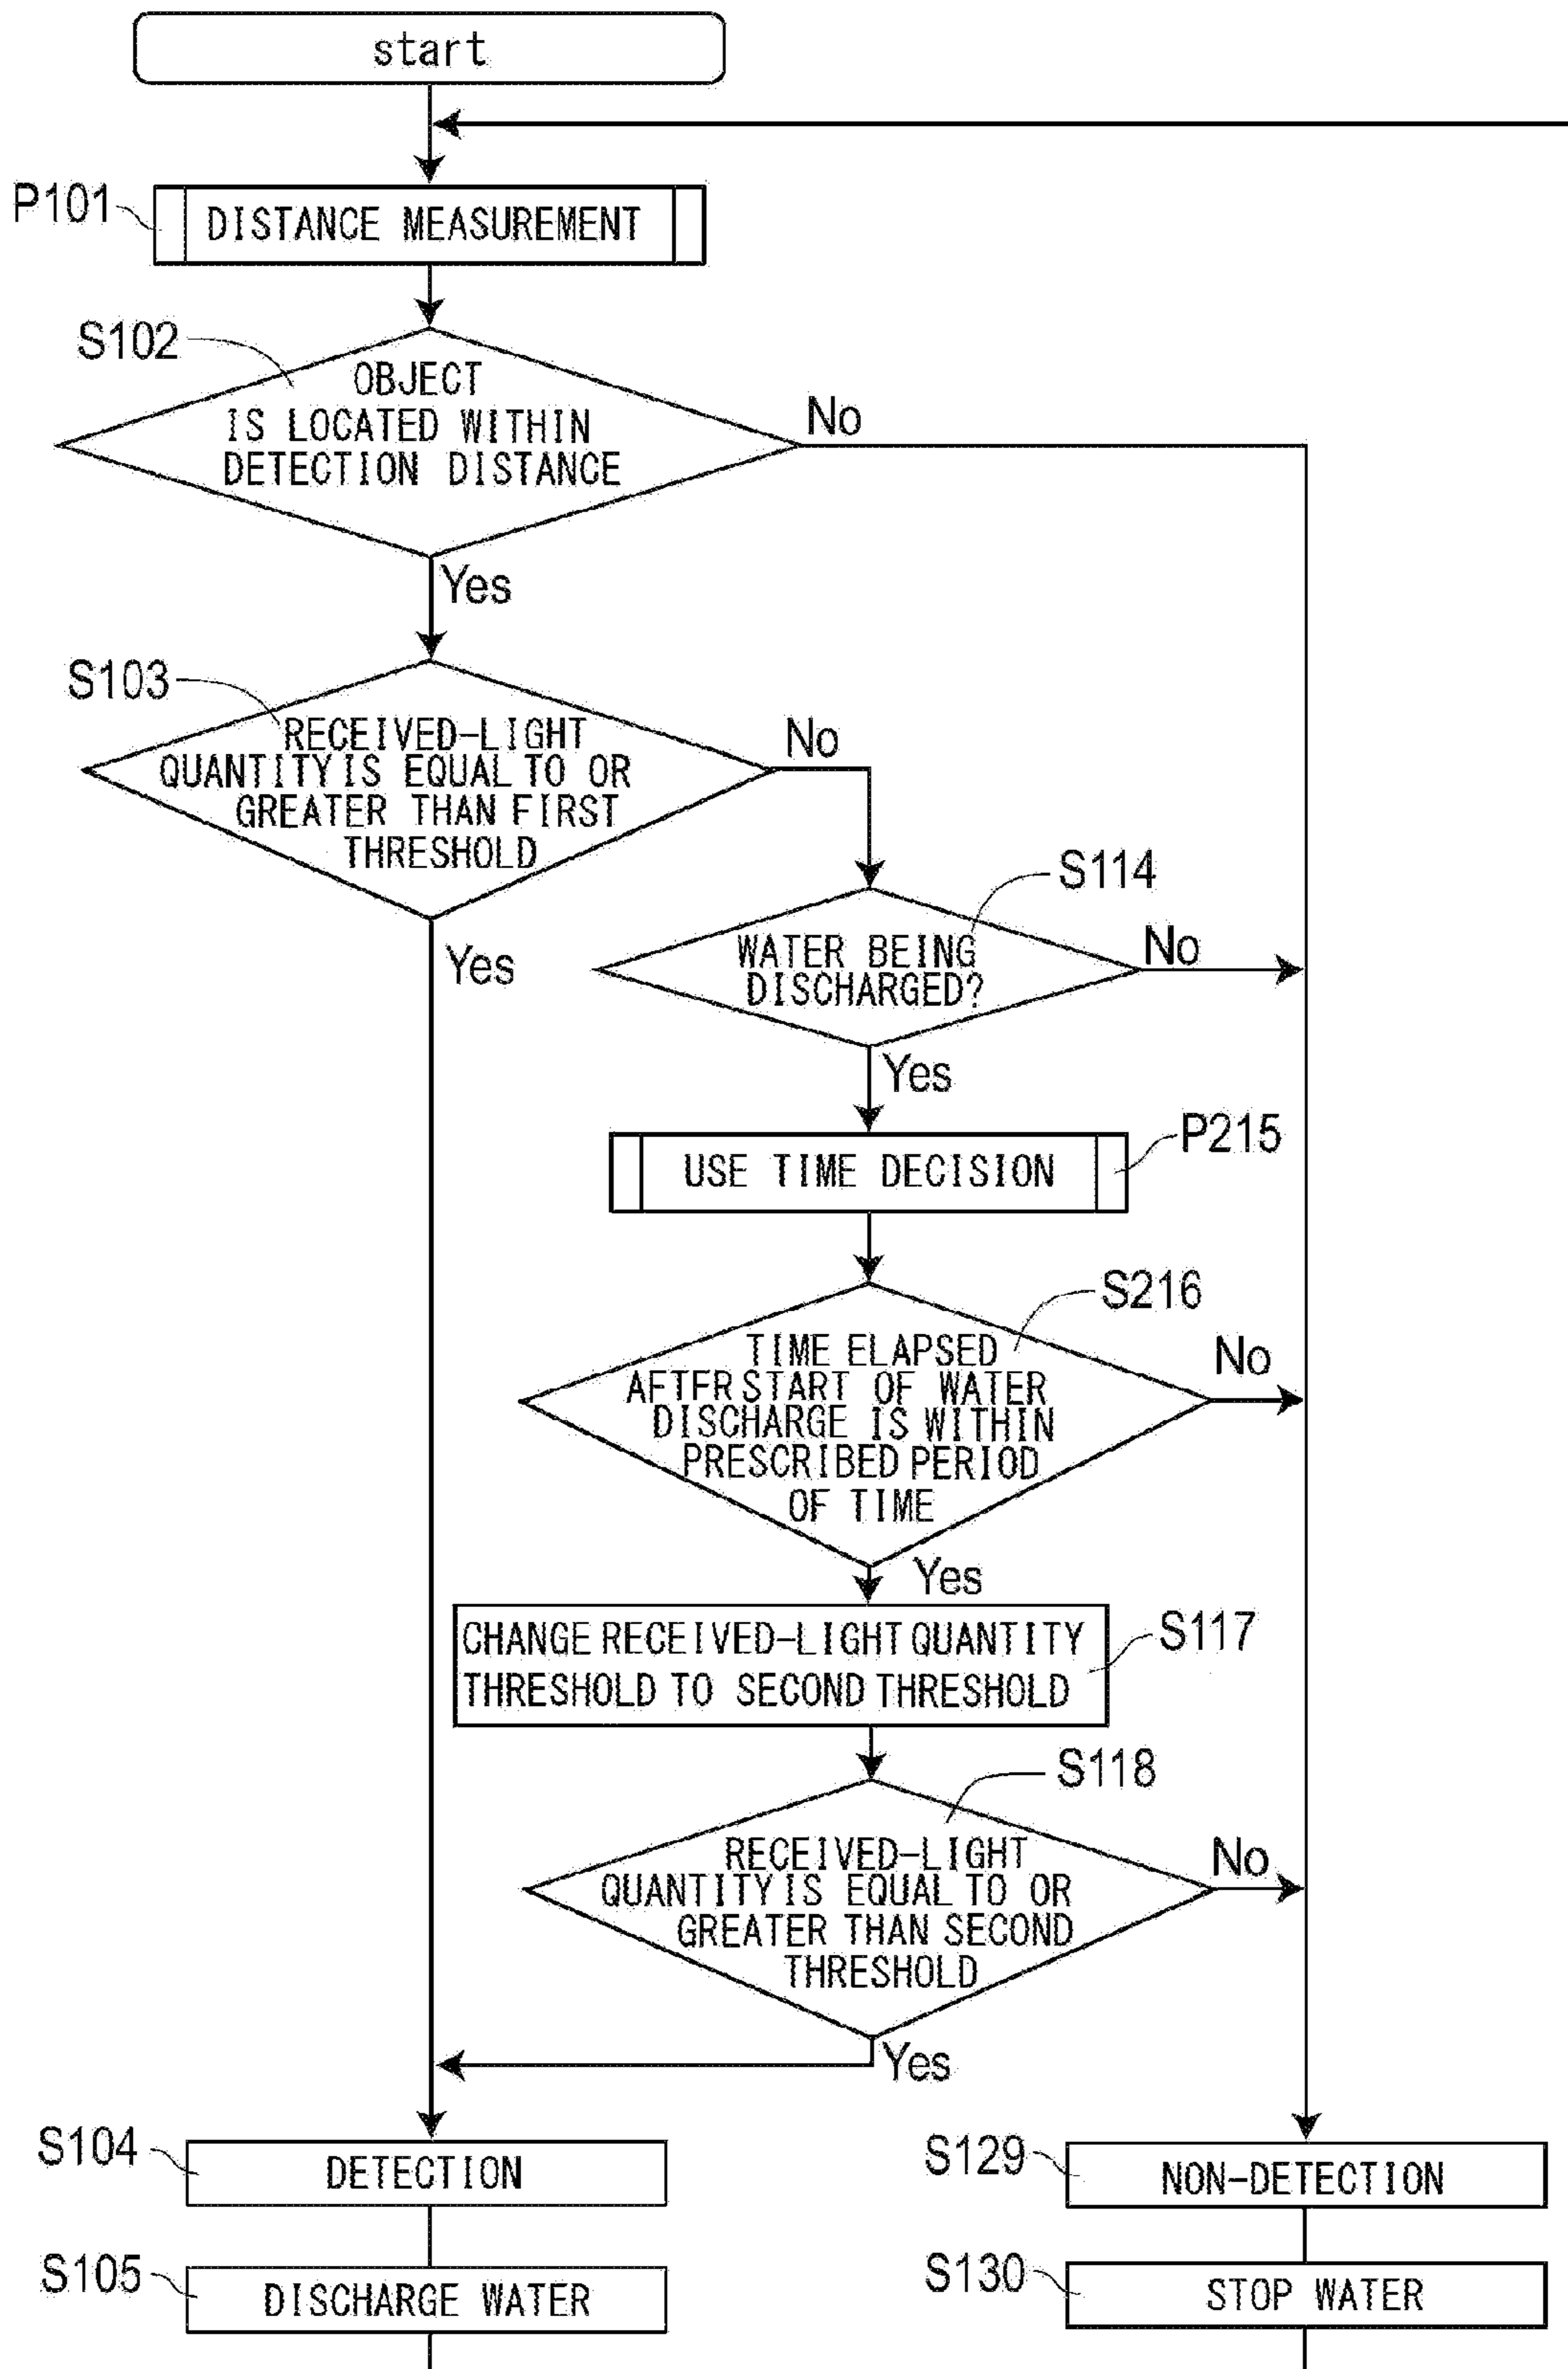 start
P101
DISTANCE MEASUREMENT
S102
OBJECT
IS LOCATED WITHIN
DETECTION DISTANCE
No
Yes
S103
RECEIVED-LIGHT
QUANTITY IS EQUAL TO OR
GREATER THAN FIRST
THRESHOLD
No
Yes
S114
WATER BEING
DISCHARGED?
No
Yes
P215
USE TIME DECISION
S216
TIME ELAPSED
AFTER START OF WATER
DISCHARGE IS WITHIN
PRESCRIBED PERIOD
OF TIME
No
Yes
CHANGE RECEIVED-LIGHT QUANTITY
THRESHOLD TO SECOND THRESHOLD
S117
S118
RECEIVED-LIGHT
QUANTITY IS EQUAL TO OR
GREATER THAN SECOND
THRESHOLD
No
Yes
S104
DETECTION
S129
NON-DETECTION
S105
DISCHARGE WATER
S130
STOP WATER